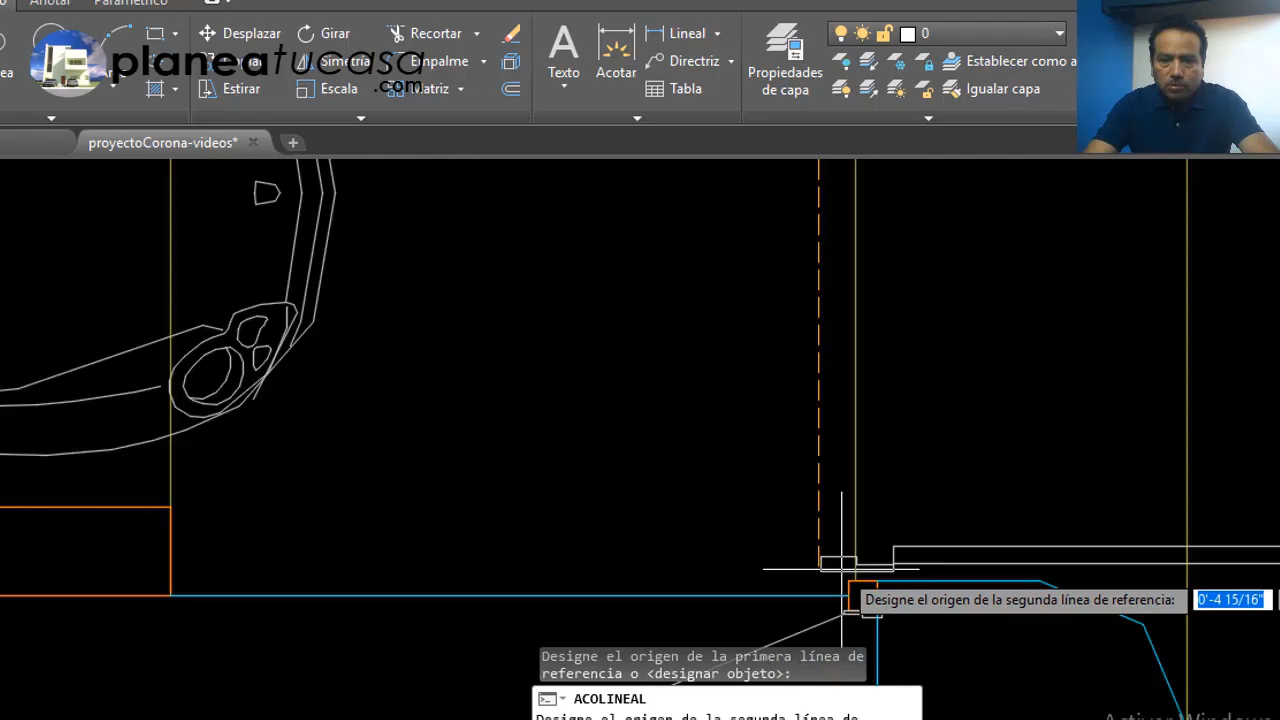 Anotar
Paramétrico
Desplazar
Girar
Recortar
Simetría
Empalme
Estirar
Escala
planeatucasa
.com
Texto
Acotar
Lineal
Directriz
Tabla
Propiedades
de capa
0
Establecer como a
Igualar capa
proyectoCorona-videos*
Designe el origen de la segunda línea de referencia:
0'-4 15/16"
Designe el origen de la primera línea de
referencia o <designar objeto>:
ACOLINEAL
Designe el origen de la segunda línea de
Activar Windows